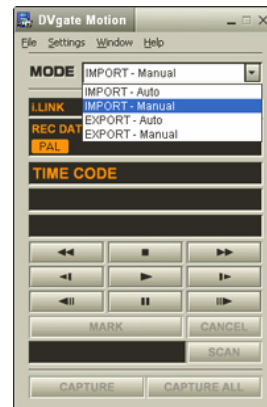 DVgate Motion
File Settings Window Help
MODE IMPORT - Manual
IMPORT - Auto
i.LINK IMPORT - Manual
REC DAT EXPORT - Auto
PAL EXPORT - Manual
TIME CODE
MARK CANCEL
SCAN
CAPTURE CAPTURE ALL